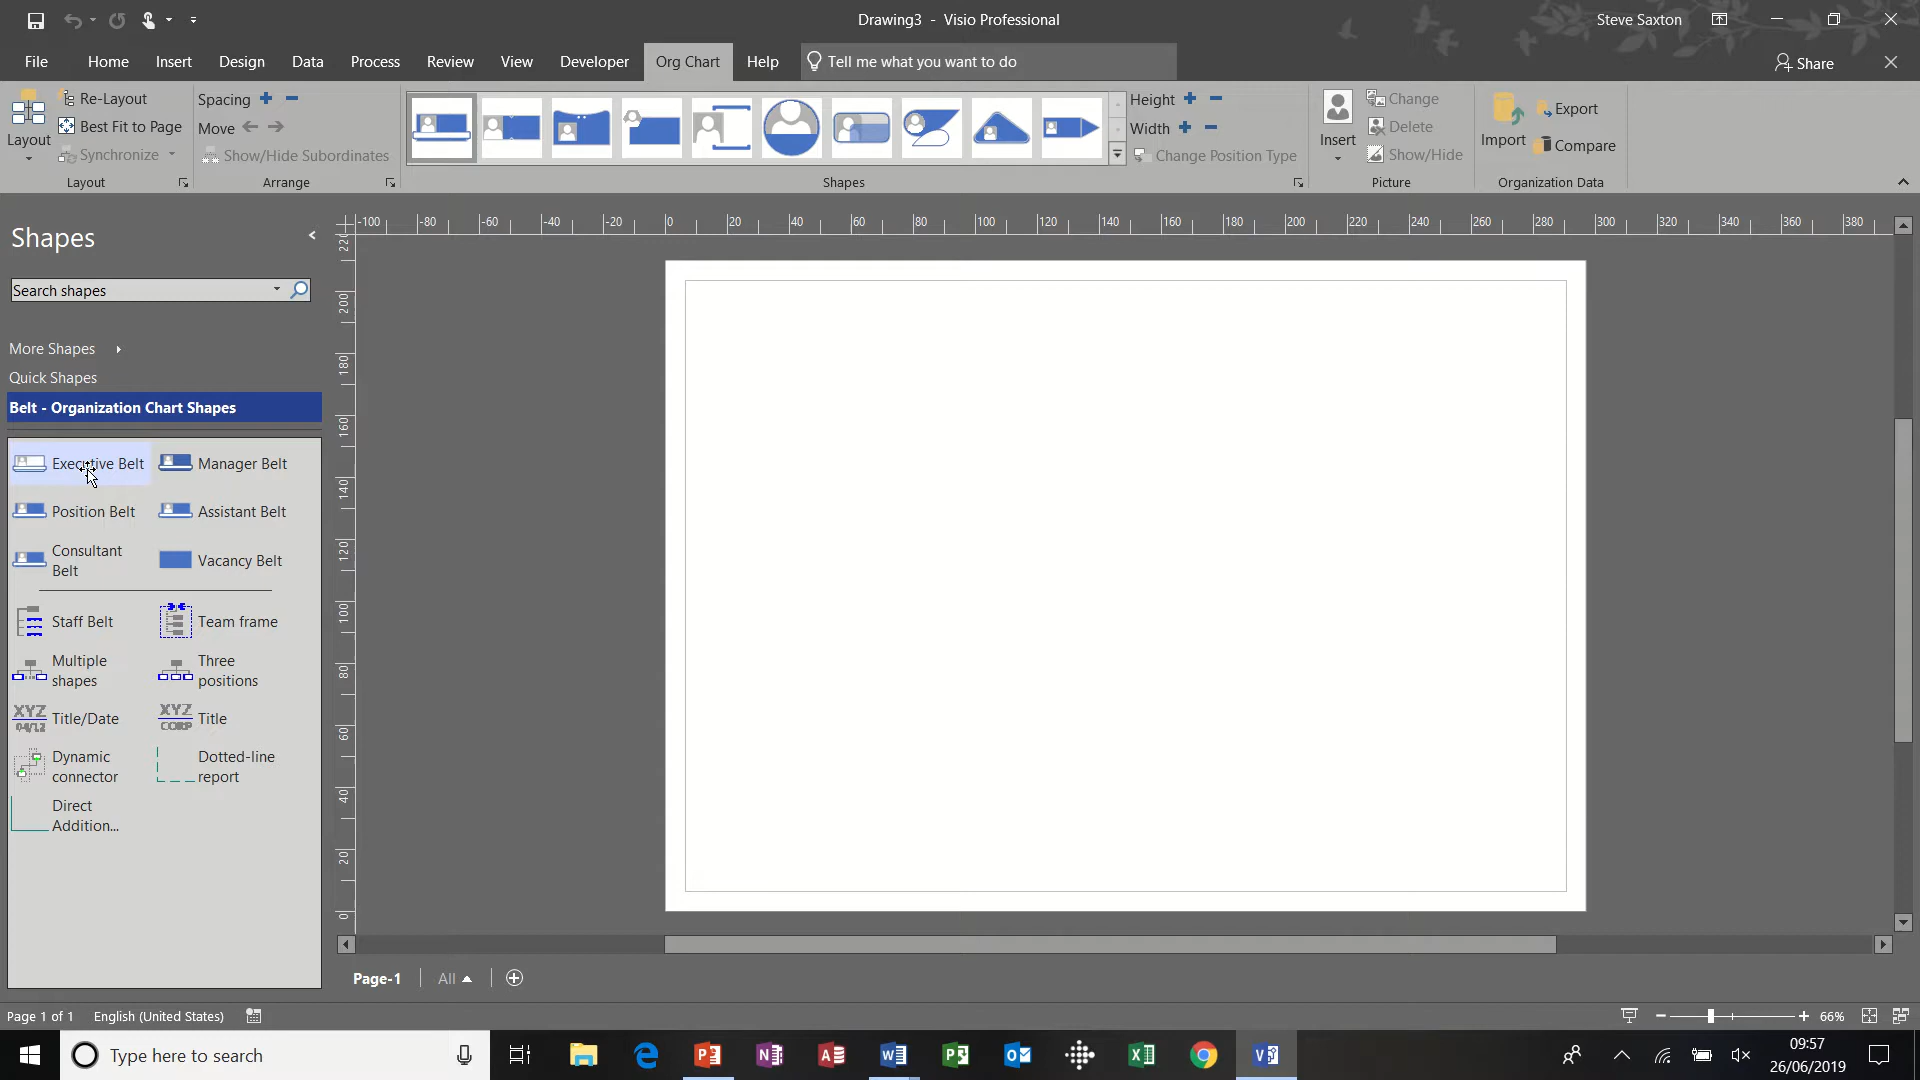 Drawing3 - Visio Professional
Steve Saxton
File Home Insert Design Data Process Review View Developer Org Chart Help Tell me what you want to do
Share
Layout
Re-Layout
Best Fit to Page
Synchronize
Layout
Spacing
Move
Show/Hide Subordinates
Arrange
Shapes
Height
Width
Change Position Type
Insert
Change
Delete
Show/Hide
Picture
Import
Export
Compare
Organization Data
Shapes
Search shapes
More Shapes
Quick Shapes
Belt - Organization Chart Shapes
Executive Belt
Manager Belt
Position Belt
Assistant Belt
Consultant
Belt
Vacancy Belt
Staff Belt
Team frame
Multiple
shapes
Three
positions
XYZ
04/12
Title/Date
XYZ
CORP
Title
Dynamic
connector
Dotted-line
report
Direct
Addition...
-100 -80 -60 -40 -20 0 20 40 60 80 100 120 140 160 180 200 220 240 260 280 300 320 340 360 380
220
200
180
160
140
120
100
80
60
40
20
0
Page-1 All
Page 1 of 1 English (United States)
66%
Type here to search
09:57
26/06/2019